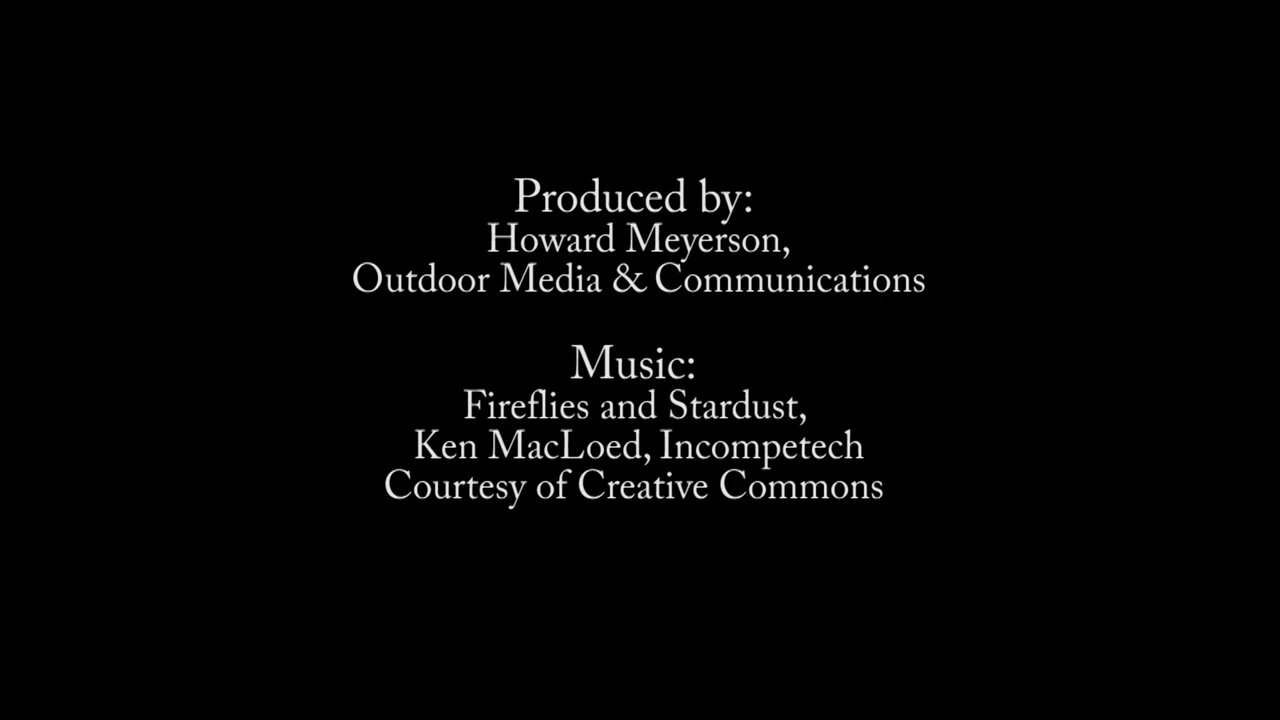 Produced by:
Howard Meyerson,
Outdoor Media & Communications
Music:
Fireflies and Stardust,
Ken MacLoed, Incompetech
Courtesy of Creative Commons